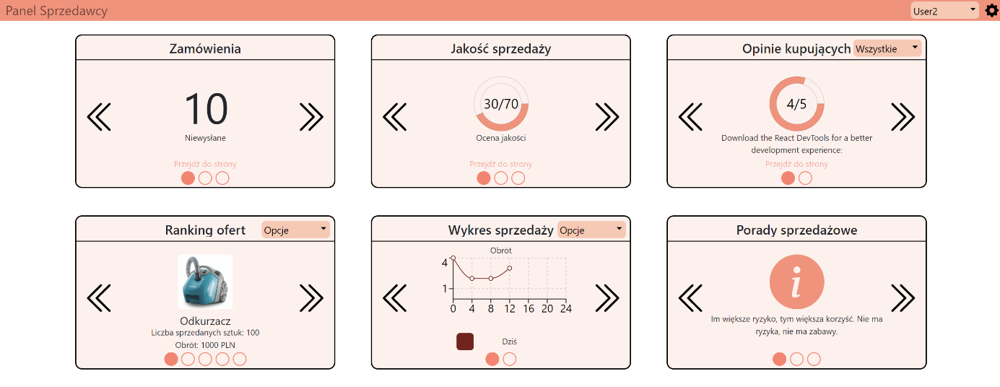 Panel Sprzedawcy
User2
Zamówienia
10
Niewysłane
Przejdź do strony
Jakość sprzedaży
30/70
Ocena jakości
Przejdź do strony
Opinie kupujących
Wszystkie
4/5
Download the React DevTools for a better
development experience:
Przejdź do strony
Ranking ofert
Opcje
Odkurzacz
Liczba sprzedanych sztuk: 100
Obrót: 1000 PLN
Wykres sprzedaży
Opcje
Obrót
4
1
0 4 8 12 16 20 24
Dziś
Porady sprzedażowe
i
Im większe ryzyko, tym większa korzyść. Nie ma
ryzyka, nie ma zabawy.